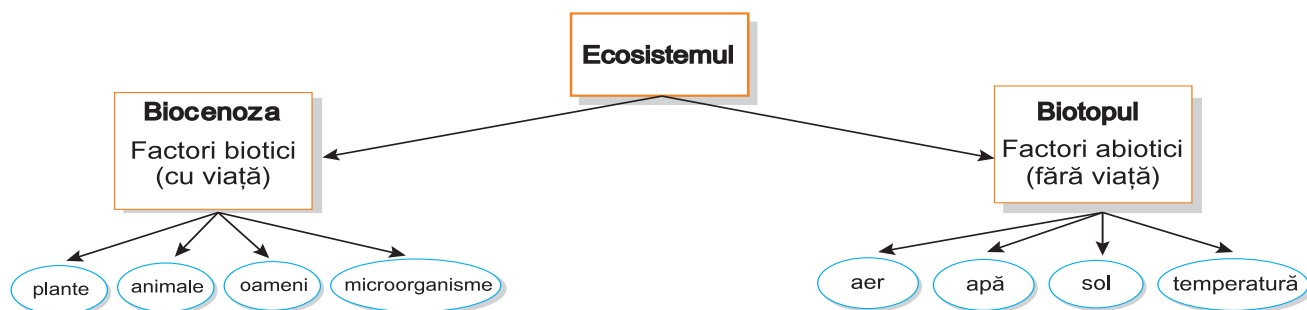 Ecosistemul
Biocenoza
Factori biotici
(cu viață)
Biotopul
Factori abiotici
(fără viață)
plante
animale
oameni
microorganisme
aer
apă
sol
temperatură